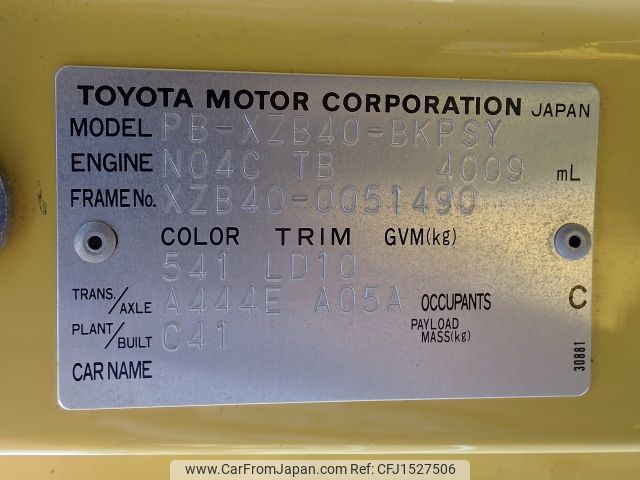 TOYOTA MOTOR CORPORATION JAPAN
MODEL PB-XZB40-BKPSY
ENGINE N04C TB 4009 mL
FRAME No. XZB40-0051490
COLOR TRIM GVM(kg)
541 LD10
TRANS./AXLE A444E A05A OCCUPANTS C
PLANT/BUILT C41 PAYLOAD MASS(kg)
CAR NAME
30881
www.CarFromJapan.com - CFJ1527506